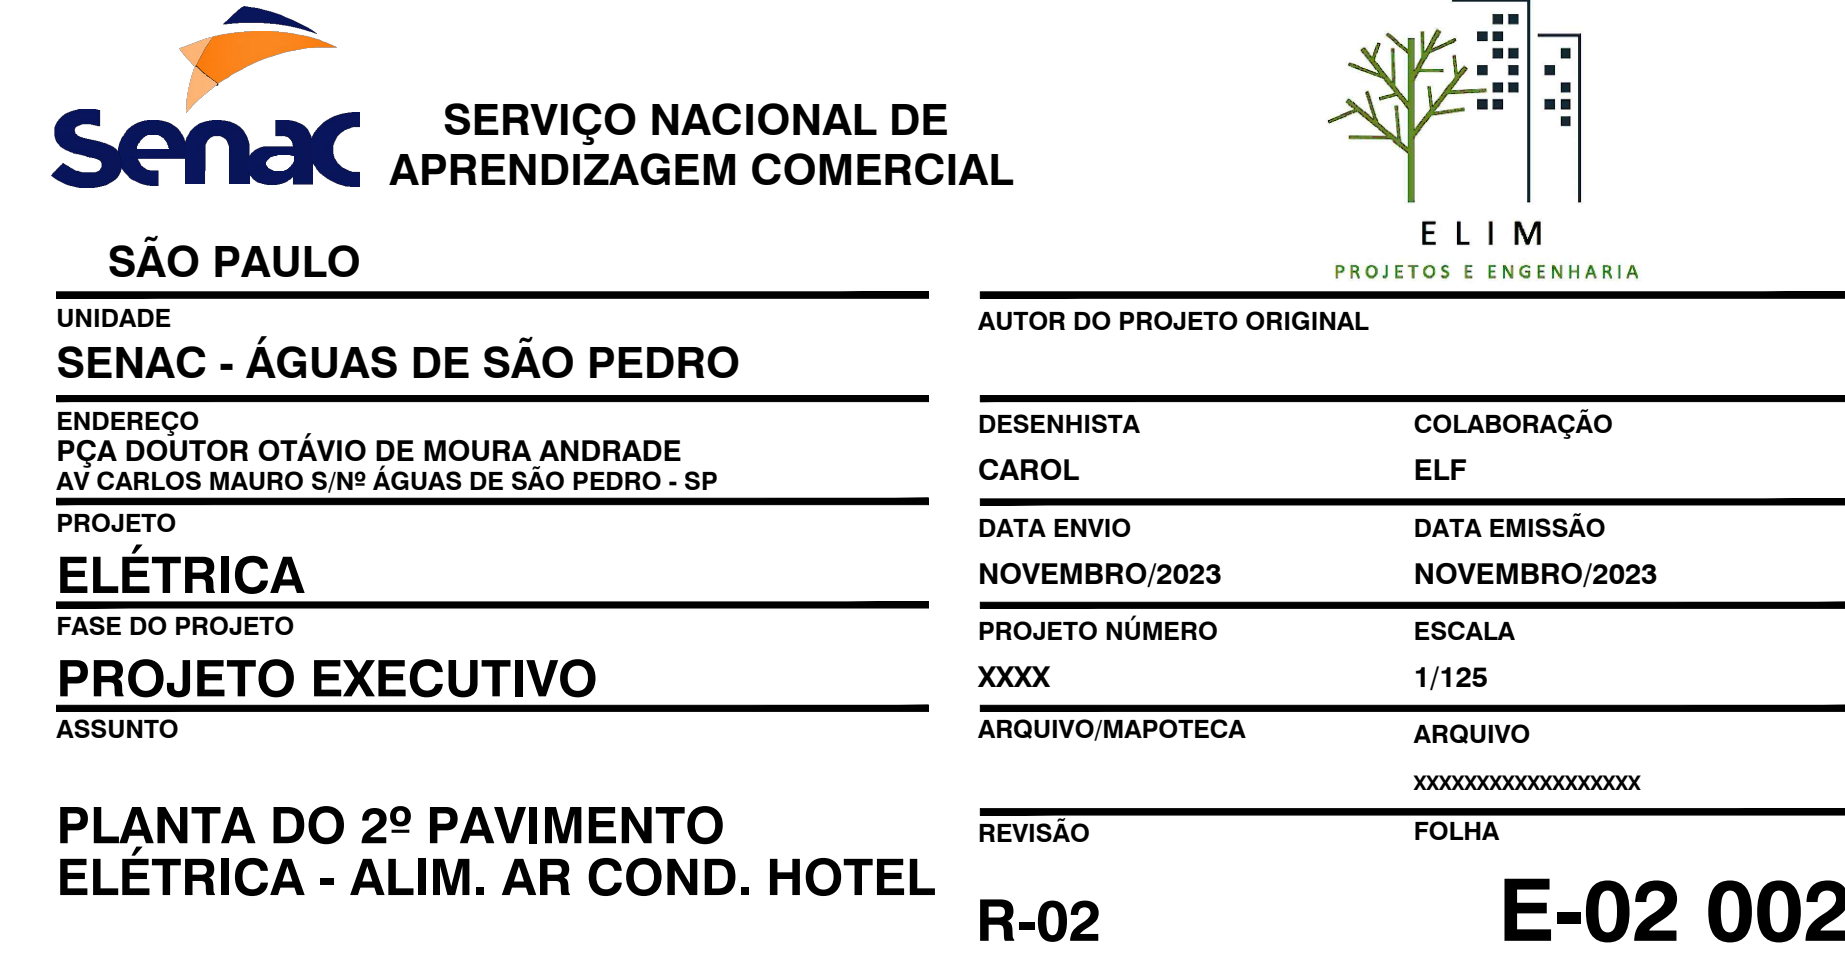 Senac
SERVIÇO NACIONAL DE
APRENDIZAGEM COMERCIAL
SÃO PAULO
ELIM
PROJETOS E ENGENHARIA
UNIDADE
SENAC - ÁGUAS DE SÃO PEDRO
ENDEREÇO
PÇA DOUTOR OTÁVIO DE MOURA ANDRADE
AV CARLOS MAURO S/Nº ÁGUAS DE SÃO PEDRO - SP
PROJETO
ELÉTRICA
FASE DO PROJETO
PROJETO EXECUTIVO
ASSUNTO
PLANTA DO 2º PAVIMENTO
ELÉTRICA - ALIM. AR COND. HOTEL
AUTOR DO PROJETO ORIGINAL
DESENHISTA
CAROL
COLABORAÇÃO
ELF
DATA ENVIO
NOVEMBRO/2023
DATA EMISSÃO
NOVEMBRO/2023
PROJETO NÚMERO
XXXX
ESCALA
1/125
ARQUIVO/MAPOTECA
ARQUIVO
XXXXXXXXXXXXXXXXXX
REVISÃO
R-02
FOLHA
E-02 002